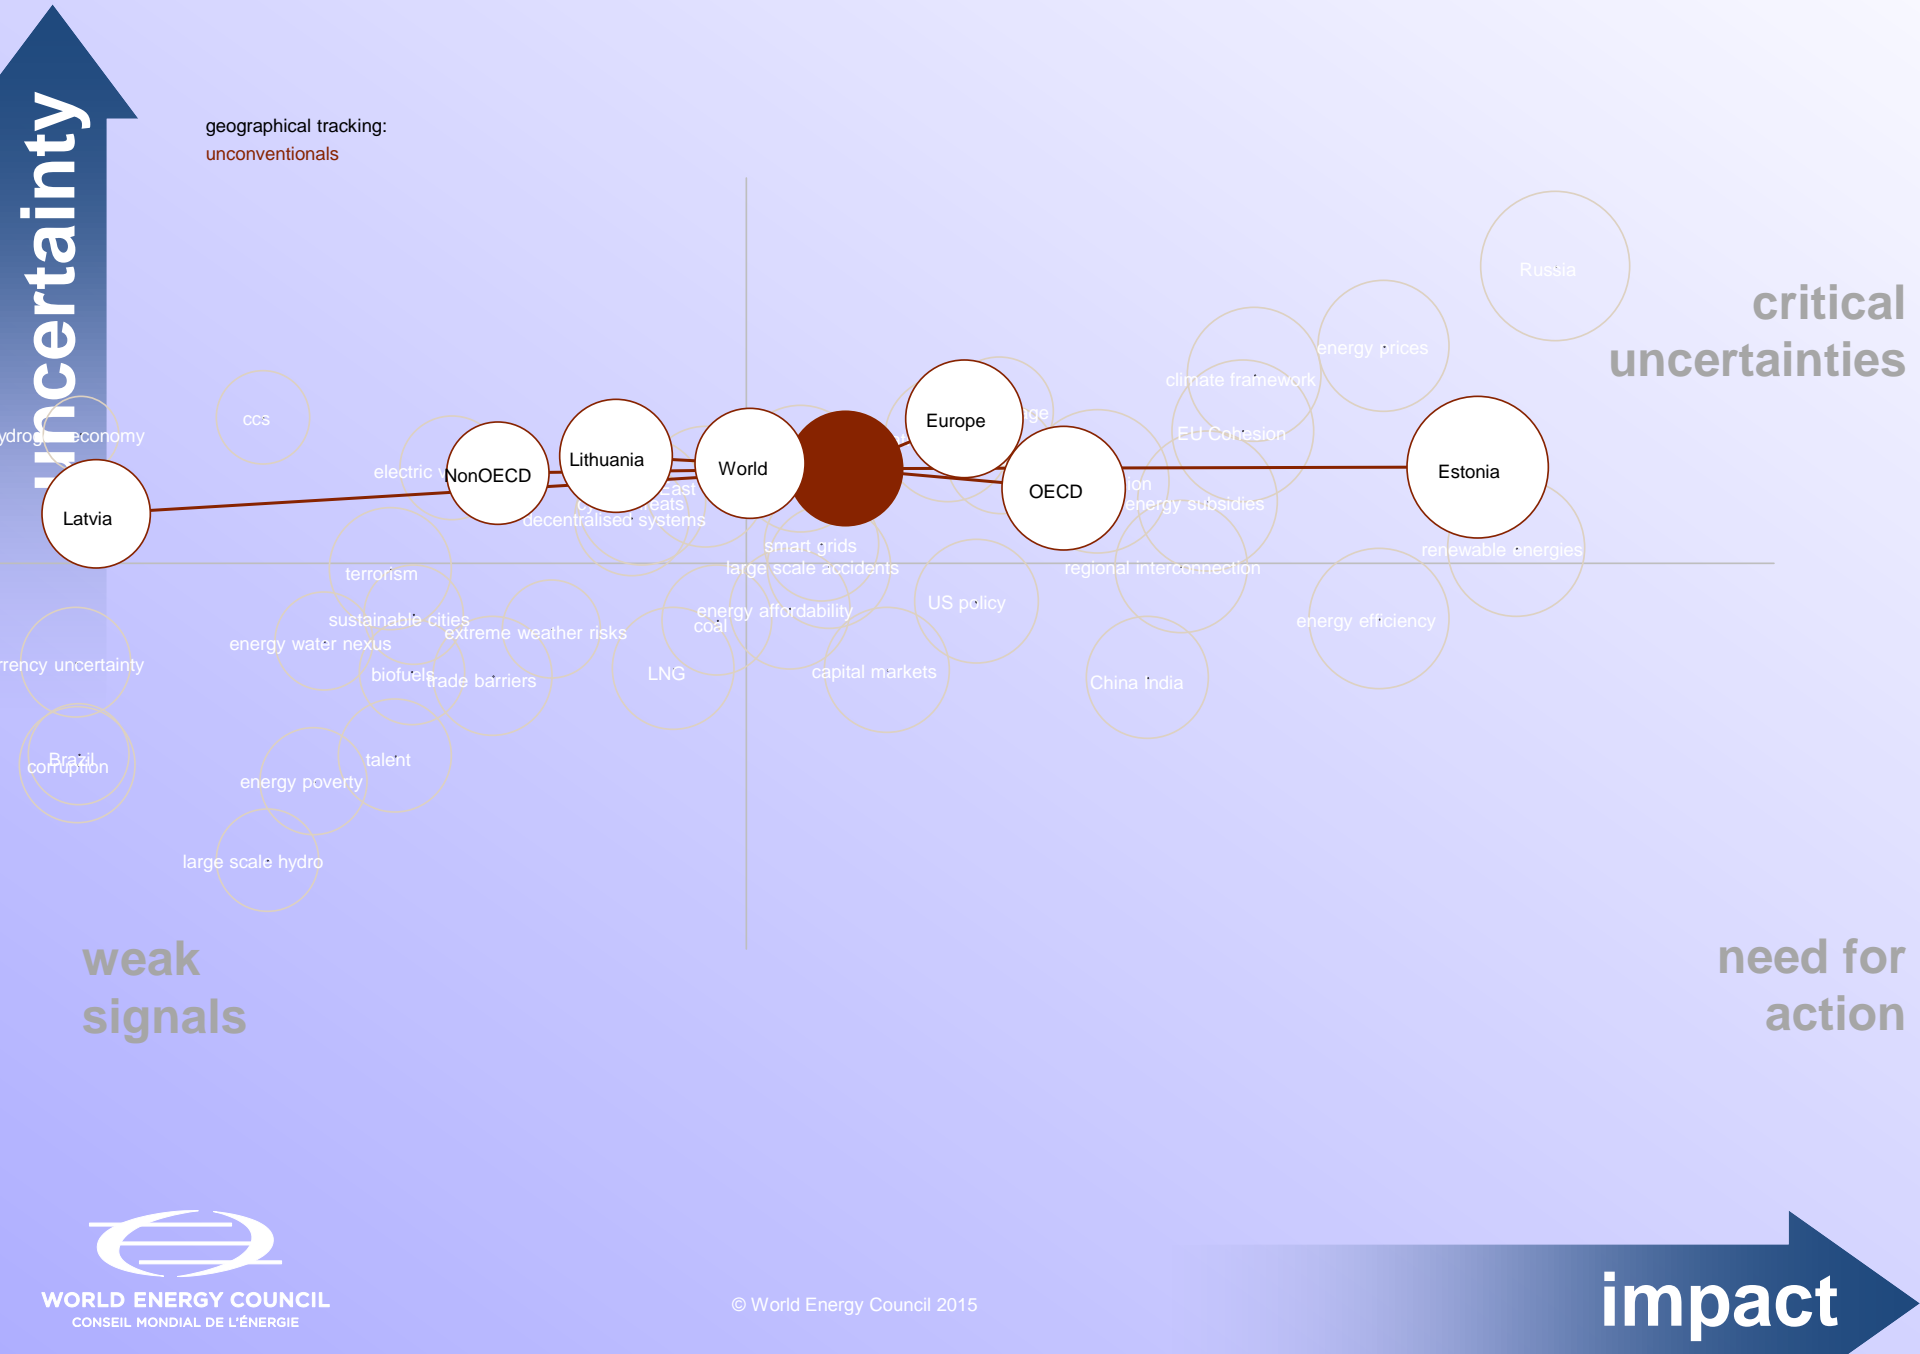 uncertainty
geographical tracking:
unconventionals
Russia
critical
uncertainties
energy prices
climate framework
ccs
economy
Europe
EU Cohesion
electric
NonOECD
Lithuania
World
Estonia
East
OECD
energy subsidies
Latvia
decentralised systems
smart grids
renewable energies
large scale accidents
regional interconnection
terrorism
US policy
energy affordability
sustainable cities
energy efficiency
coal
extreme weather risks
energy water nexus
uncertainty
biofuels
trade barriers
LNG
capital markets
China India
Brazil
corruption
talent
energy poverty
large scale hydro
weak
signals
need for
action
WORLD ENERGY COUNCIL
CONSEIL MONDIAL DE L'ÉNERGIE
© World Energy Council 2015
impact